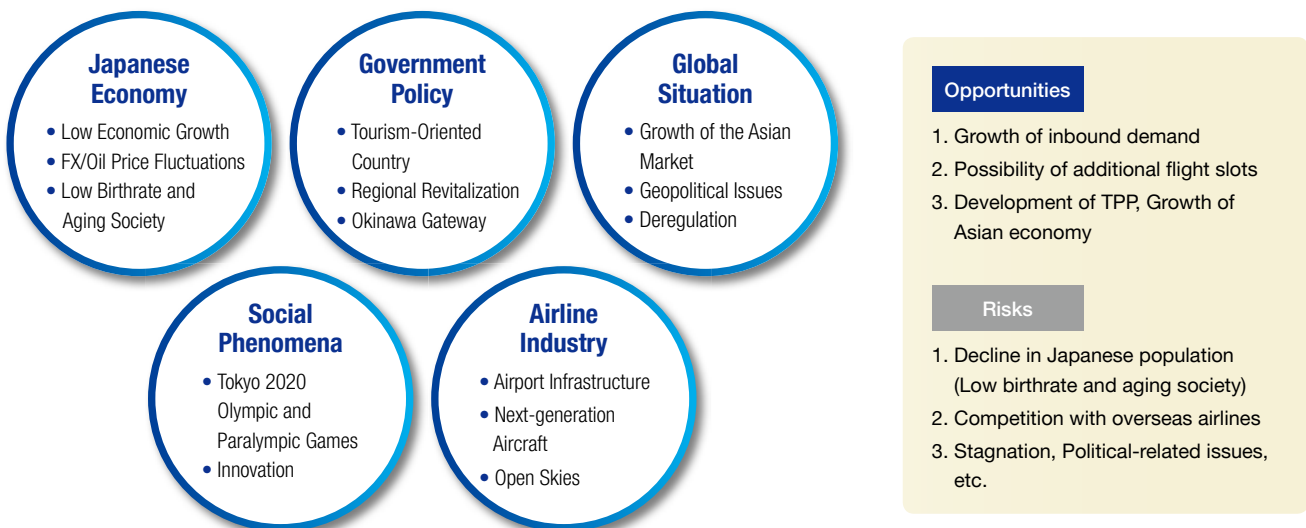 Japanese
Economy
• Low Economic Growth
• FX/Oil Price Fluctuations
• Low Birthrate and
Aging Society
Government
Policy
• Tourism-Oriented
Country
• Regional Revitalization
• Okinawa Gateway
Global
Situation
• Growth of the Asian
Market
• Geopolitical Issues
• Deregulation
Social
Phenomena
• Tokyo 2020
Olympic and
Paralympic Games
• Innovation
Airline
Industry
• Airport Infrastructure
• Next-generation
Aircraft
• Open Skies
Opportunities
1. Growth of inbound demand
2. Possibility of additional flight slots
3. Development of TPP, Growth of
Asian economy
Risks
1. Decline in Japanese population
(Low birthrate and aging society)
2. Competition with overseas airlines
3. Stagnation, Political-related issues,
etc.